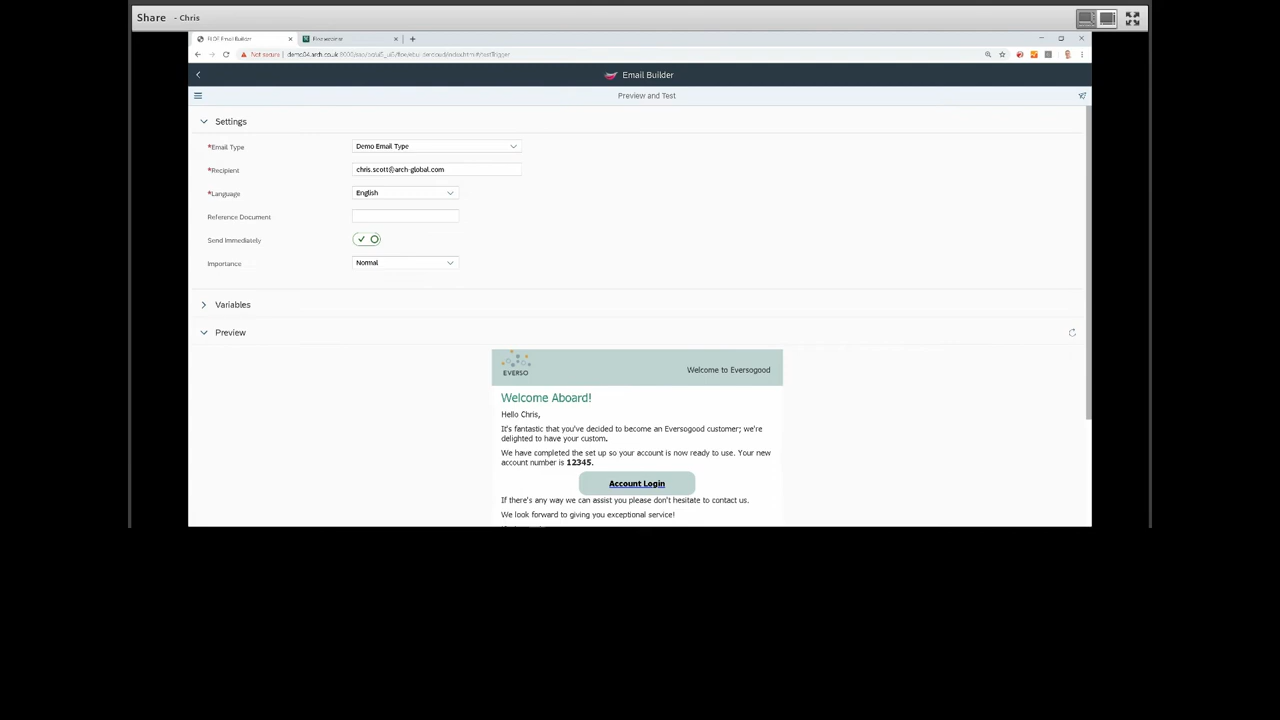 Share - Chris
Email Builder
Not secure
Email Builder
Preview and Test
Settings
*Email Type
Demo Email Type
*Recipient
chris.scott@arch-global.com
*Language
English
Reference Document
Send Immediately
Importance
Normal
Variables
Preview
EVERSO
Welcome to Eversogood
Welcome Aboard!
Hello Chris,
It's fantastic that you've decided to become an Eversogood customer; we're
delighted to have your custom.
We have completed the set up so your account is now ready to use. Your new
account number is 12345.
Account Login
If there's any way we can assist you please don't hesitate to contact us.
We look forward to giving you exceptional service!